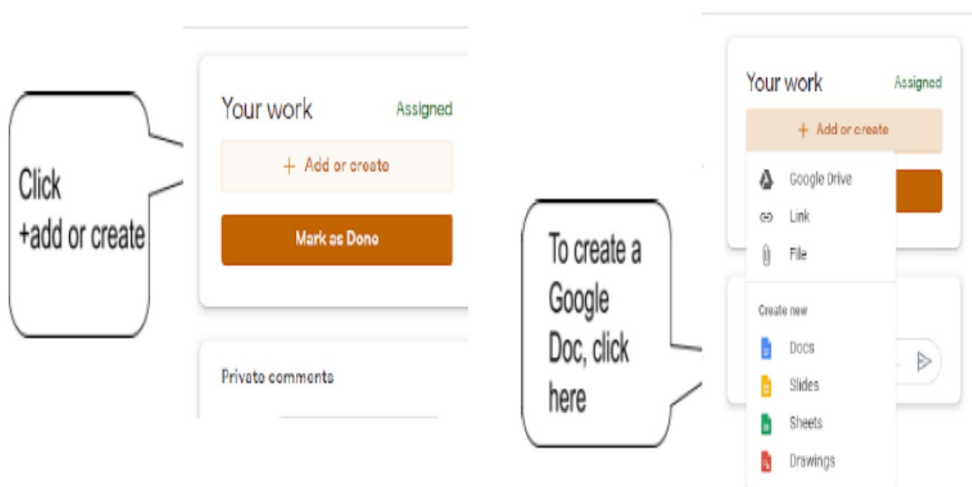 Click
+add or create
Your work Assigned
+ Add or create
Mark as Done
Private comments
To create a
Google
Doc, click
here
Your work Assigned
+ Add or create
Google Drive
Link
File
Create new
Docs
Slides
Sheets
Drawings